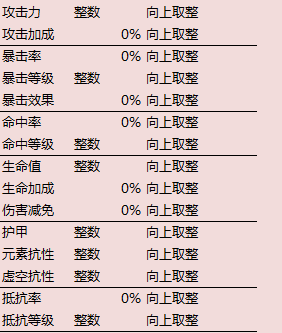 攻击力 整数 向上取整
攻击加成 0% 向上取整
暴击率 0% 向上取整
暴击等级 整数 向上取整
暴击效果 0% 向上取整
命中率 0% 向上取整
命中等级 整数 向上取整
生命值 整数 向上取整
生命加成 0% 向上取整
伤害减免 0% 向上取整
护甲 整数 向上取整
元素抗性 整数 向上取整
虚空抗性 整数 向上取整
抵抗率 0% 向上取整
抵抗等级 整数 向上取整